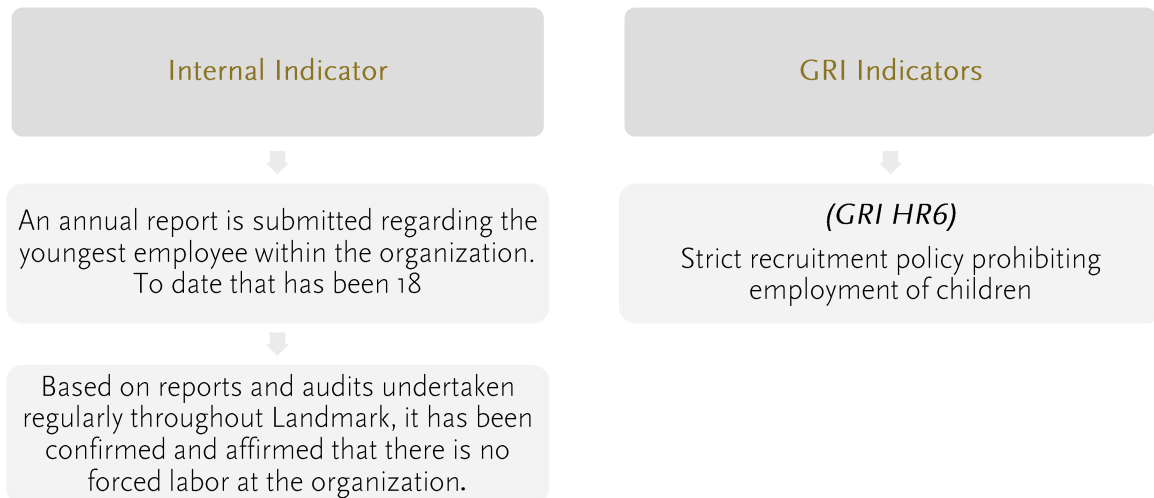 Internal Indicator
An annual report is submitted regarding the
youngest employee within the organization.
To date that has been 18
Based on reports and audits undertaken
regularly throughout Landmark, it has been
confirmed and affirmed that there is no
forced labor at the organization.
GRI Indicators
(GRI HR6)
Strict recruitment policy prohibiting
employment of children